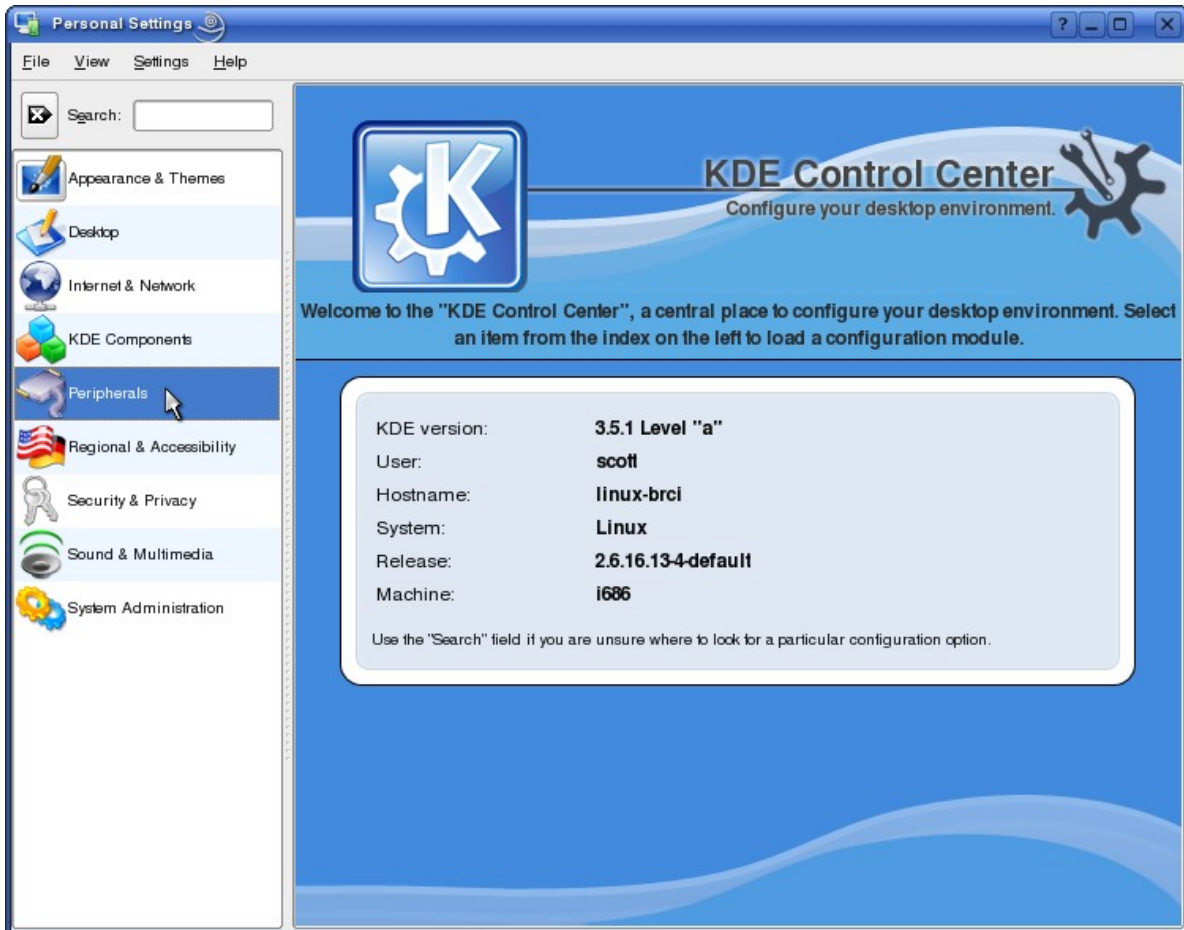 Personal Settings
File View Settings Help
Search:
Appearance & Themes
Desktop
Internet & Network
KDE Components
Peripherals
Regional & Accessibility
Security & Privacy
Sound & Multimedia
System Administration
KDE Control Center
Configure your desktop environment.
Welcome to the "KDE Control Center", a central place to configure your desktop environment. Select
an item from the index on the left to load a configuration module.
KDE version: 3.5.1 Level "a"
User: scott
Hostname: linux-brci
System: Linux
Release: 2.6.16.13-4-default
Machine: i686
Use the "Search" field if you are unsure where to look for a particular configuration option.